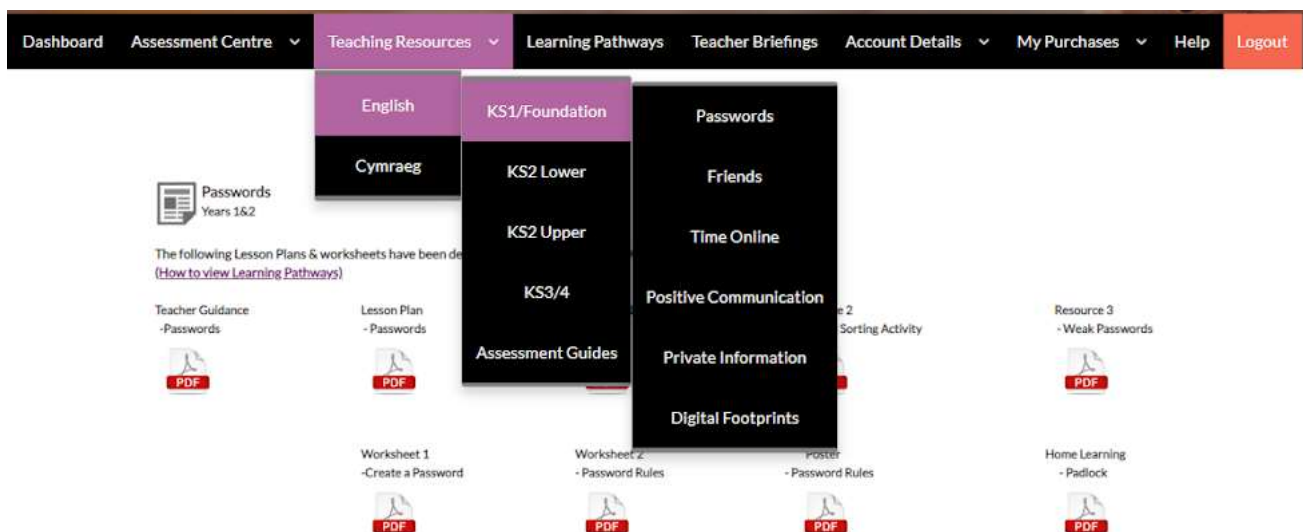 Dashboard Assessment Centre Teaching Resources Learning Pathways Teacher Briefings Account Details My Purchases Help Logout
English
Cymraeg
KS1/Foundation
KS2 Lower
KS2 Upper
KS3/4
Assessment Guides
Passwords
Friends
Time Online
Positive Communication
Private Information
Digital Footprints
Passwords
Years 1&2
The following Lesson Plans & worksheets have been
(How to view Learning Pathways)
Teacher Guidance
-Passwords
PDF
Lesson Plan
- Passwords
PDF
2
Sorting Activity
Resource 3
- Weak Passwords
PDF
Worksheet 1
-Create a Password
PDF
Worksheet 2
- Password Rules
PDF
Poster
- Password Rules
PDF
Home Learning
- Padlock
PDF